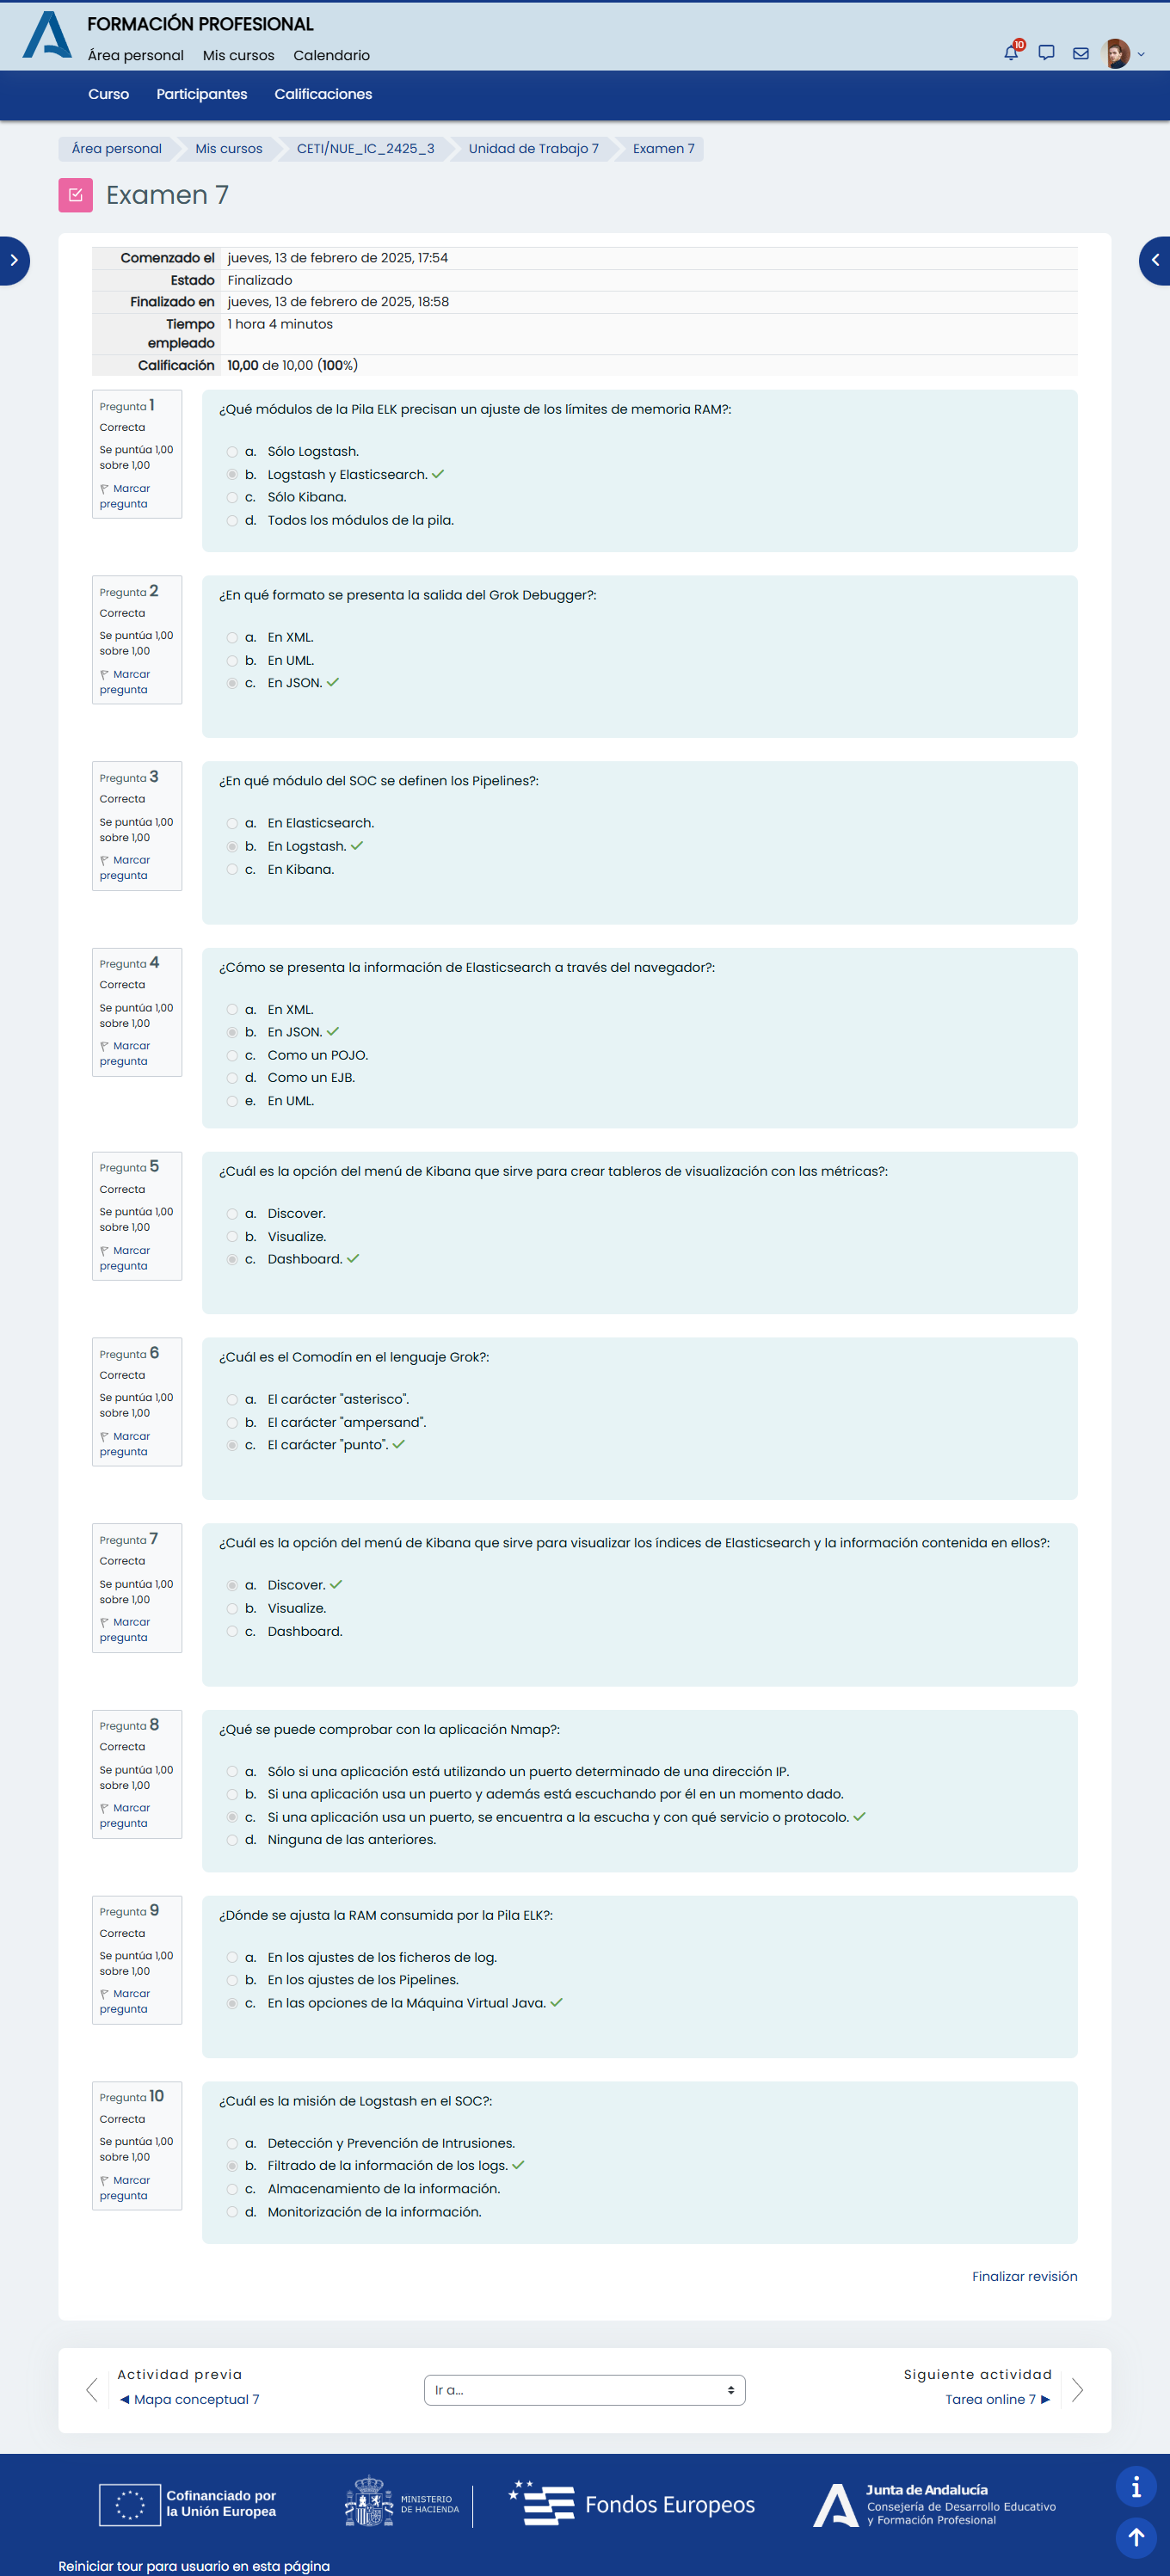 FORMACIÓN PROFESIONAL
Área personal Mis cursos Calendario
10
Curso Participantes Calificaciones
Área personal Mis cursos CETI/NUE_IC_2425_3 Unidad de Trabajo 7 Examen 7
Examen 7
Comenzado el jueves, 13 de febrero de 2025, 17:54
Estado Finalizado
Finalizado en jueves, 13 de febrero de 2025, 18:58
Tiempo empleado 1 hora 4 minutos
Calificación 10,00 de 10,00 (100%)
Pregunta 1
Correcta
Se puntúa 1,00
sobre 1,00
Marcar
pregunta
¿Qué módulos de la Pila ELK precisan un ajuste de los límites de memoria RAM?:
a. Sólo Logstash.
b. Logstash y Elasticsearch.
c. Sólo Kibana.
d. Todos los módulos de la pila.
Pregunta 2
Correcta
Se puntúa 1,00
sobre 1,00
Marcar
pregunta
¿En qué formato se presenta la salida del Grok Debugger?:
a. En XML.
b. En UML.
c. En JSON.
Pregunta 3
Correcta
Se puntúa 1,00
sobre 1,00
Marcar
pregunta
¿En qué módulo del SOC se definen los Pipelines?:
a. En Elasticsearch.
b. En Logstash.
c. En Kibana.
Pregunta 4
Correcta
Se puntúa 1,00
sobre 1,00
Marcar
pregunta
¿Cómo se presenta la información de Elasticsearch a través del navegador?:
a. En XML.
b. En JSON.
c. Como un POJO.
d. Como un EJB.
e. En UML.
Pregunta 5
Correcta
Se puntúa 1,00
sobre 1,00
Marcar
pregunta
¿Cuál es la opción del menú de Kibana que sirve para crear tableros de visualización con las métricas?:
a. Discover.
b. Visualize.
c. Dashboard.
Pregunta 6
Correcta
Se puntúa 1,00
sobre 1,00
Marcar
pregunta
¿Cuál es el Comodín en el lenguaje Grok?:
a. El carácter "asterisco".
b. El carácter "ampersand".
c. El carácter "punto".
Pregunta 7
Correcta
Se puntúa 1,00
sobre 1,00
Marcar
pregunta
¿Cuál es la opción del menú de Kibana que sirve para visualizar los índices de Elasticsearch y la información contenida en ellos?:
a. Discover.
b. Visualize.
c. Dashboard.
Pregunta 8
Correcta
Se puntúa 1,00
sobre 1,00
Marcar
pregunta
¿Qué se puede comprobar con la aplicación Nmap?:
a. Sólo si una aplicación está utilizando un puerto determinado de una dirección IP.
b. Si una aplicación usa un puerto y además está escuchando por él en un momento dado.
c. Si una aplicación usa un puerto, se encuentra a la escucha y con qué servicio o protocolo.
d. Ninguna de las anteriores.
Pregunta 9
Correcta
Se puntúa 1,00
sobre 1,00
Marcar
pregunta
¿Dónde se ajusta la RAM consumida por la Pila ELK?:
a. En los ajustes de los ficheros de log.
b. En los ajustes de los Pipelines.
c. En las opciones de la Máquina Virtual Java.
Pregunta 10
Correcta
Se puntúa 1,00
sobre 1,00
Marcar
pregunta
¿Cuál es la misión de Logstash en el SOC?:
a. Detección y Prevención de Intrusiones.
b. Filtrado de la información de los logs.
c. Almacenamiento de la información.
d. Monitorización de la información.
Finalizar revisión
Actividad previa
◄ Mapa conceptual 7
Ir a...
Siguiente actividad
Tarea online 7 ►
Cofinanciado por
la Unión Europea
MINISTERIO
DE HACIENDA
Fondos Europeos
Junta de Andalucía
Consejería de Desarrollo Educativo
y Formación Profesional
Reiniciar tour para usuario en esta página